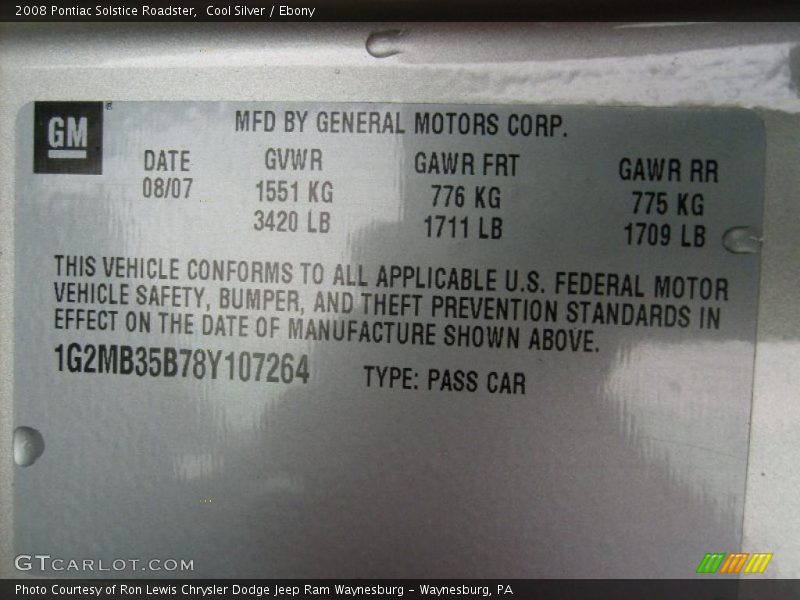 2008 Pontiac Solstice Roadster,  Cool Silver / Ebony
GM
MFD BY GENERAL MOTORS CORP.
DATE GVWR GAWR FRT GAWR RR
08/07 1551 KG 776 KG 775 KG
3420 LB 1711 LB 1709 LB
THIS VEHICLE CONFORMS TO ALL APPLICABLE U.S. FEDERAL MOTOR
VEHICLE SAFETY, BUMPER, AND THEFT PREVENTION STANDARDS IN
EFFECT ON THE DATE OF MANUFACTURE SHOWN ABOVE.
1G2MB35B78Y107264 TYPE: PASS CAR
GTCARLOT.COM
Photo Courtesy of Ron Lewis Chrysler Dodge Jeep Ram Waynesburg – Waynesburg, PA